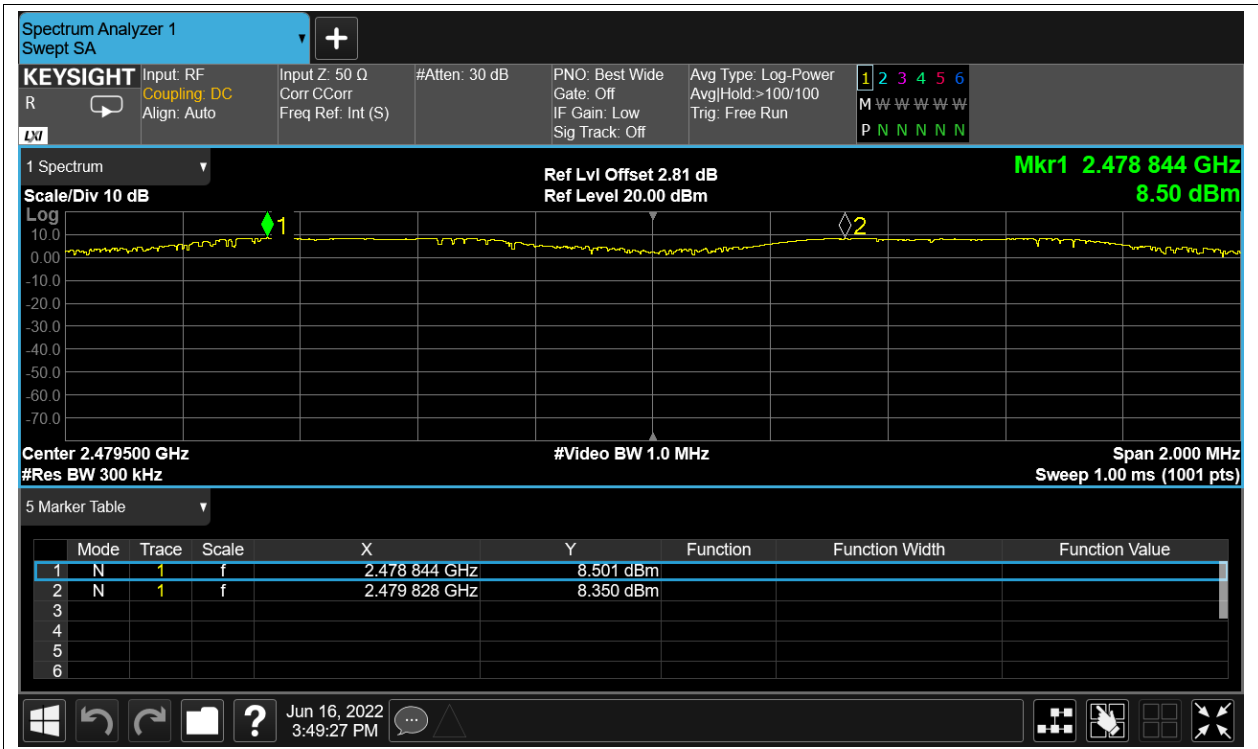 Spectrum Analyzer 1
Swept SA
KEYSIGHT
R
LXI
Input: RF
Coupling: DC
Align: Auto
Input Z: 50 Ω
Corr CCorr
Freq Ref: Int (S)
#Atten: 30 dB
PNO: Best Wide
Gate: Off
IF Gain: Low
Sig Track: Off
Avg Type: Log-Power
Avg|Hold:>100/100
Trig: Free Run
1 2 3 4 5 6
M W W W W W
P N N N N N
1 Spectrum
Scale/Div 10 dB
Ref Lvl Offset 2.81 dB
Ref Level 20.00 dBm
Mkr1 2.478 844 GHz
8.50 dBm
Log
10.0
0.00
-10.0
-20.0
-30.0
-40.0
-50.0
-60.0
-70.0
1
2
Center 2.479500 GHz
#Video BW 1.0 MHz
Span 2.000 MHz
#Res BW 300 kHz
Sweep 1.00 ms (1001 pts)
5 Marker Table
Mode Trace Scale X Y Function Function Width Function Value
1 N 1 f 2.478 844 GHz 8.501 dBm
2 N 1 f 2.479 828 GHz 8.350 dBm
3
4
5
6
?
Jun 16, 2022
3:49:27 PM